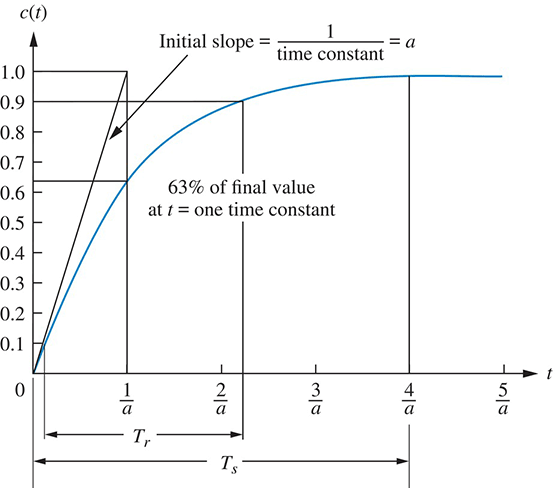 c(t)
Initial slope = 1 / time constant = a
1.0
0.9
0.8
0.7
0.6
0.5
0.4
0.3
0.2
0.1
0
63% of final value
at t = one time constant
1/a
2/a
3/a
4/a
5/a
t
Tr
Ts